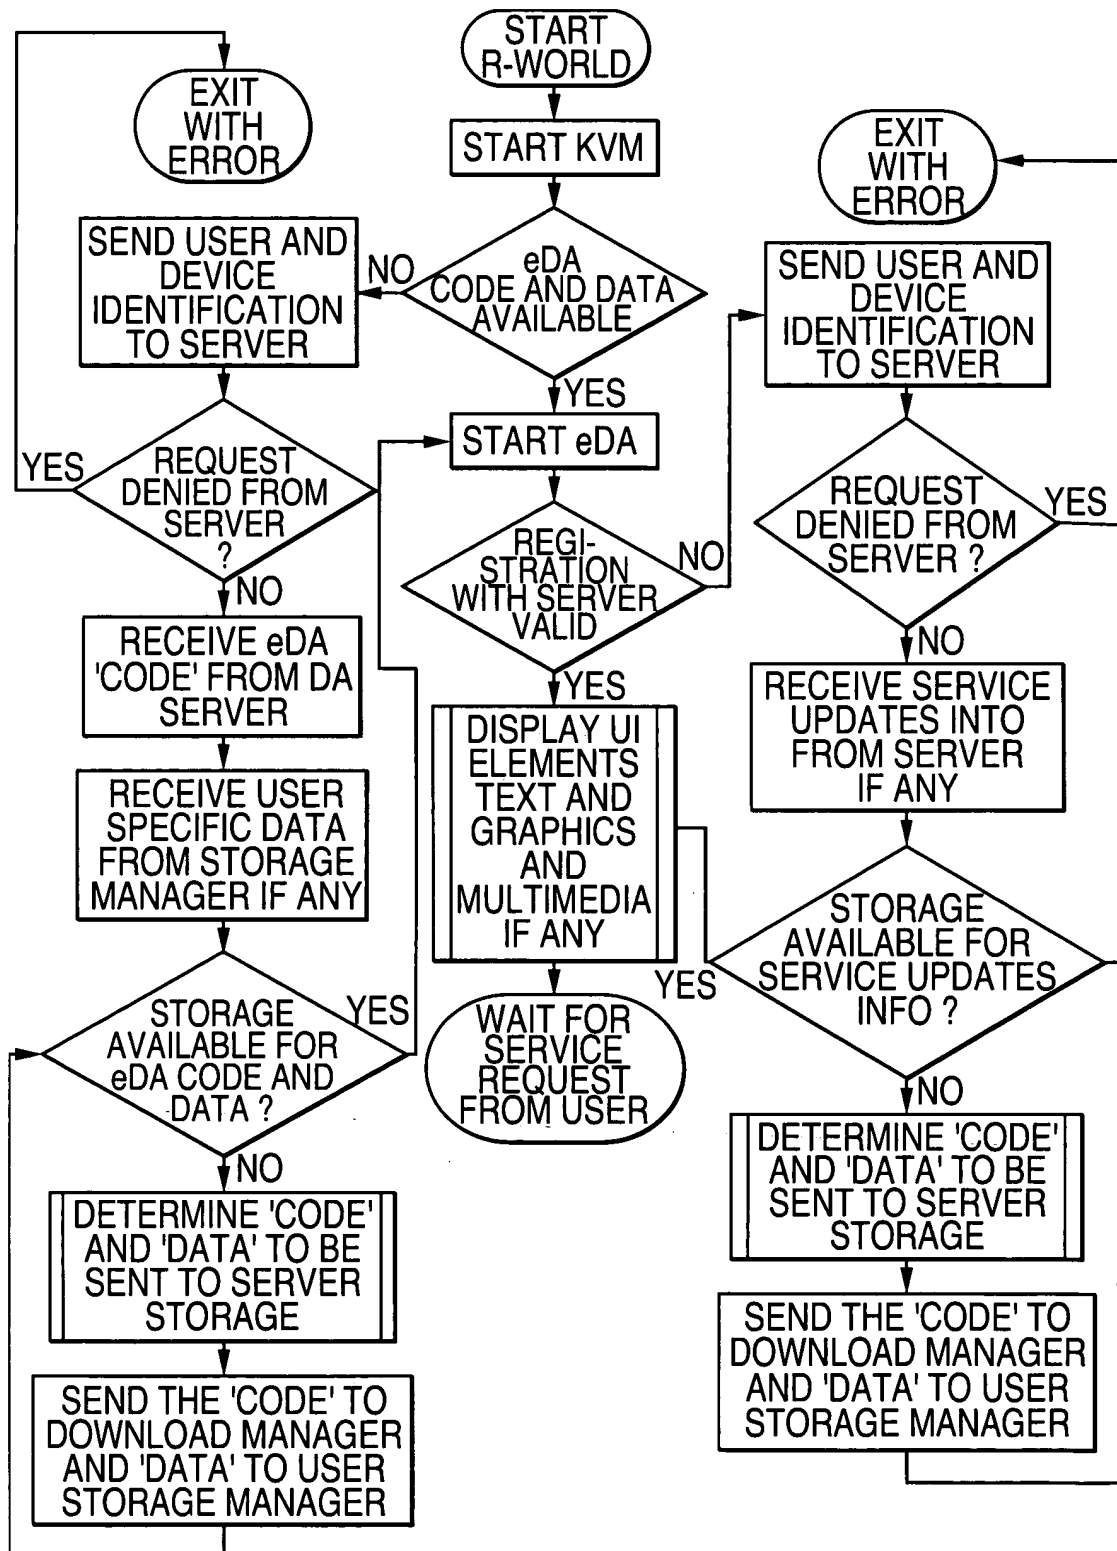 START
R-WORLD
START KVM
eDA
CODE AND DATA
AVAILABLE
NO
YES
EXIT
WITH
ERROR
SEND USER AND
DEVICE
IDENTIFICATION
TO SERVER
REQUEST
DENIED FROM
SERVER
?
YES
NO
RECEIVE eDA
'CODE' FROM DA
SERVER
RECEIVE USER
SPECIFIC DATA
FROM STORAGE
MANAGER IF ANY
STORAGE
AVAILABLE FOR
eDA CODE AND
DATA ?
YES
NO
DETERMINE 'CODE'
AND 'DATA' TO BE
SENT TO SERVER
STORAGE
SEND THE 'CODE' TO
DOWNLOAD MANAGER
AND 'DATA' TO USER
STORAGE MANAGER
START eDA
REGI-
STRATION
WITH SERVER
VALID
NO
YES
DISPLAY UI
ELEMENTS
TEXT AND
GRAPHICS
AND
MULTIMEDIA
IF ANY
WAIT FOR
SERVICE
REQUEST
FROM USER
EXIT
WITH
ERROR
SEND USER AND
DEVICE
IDENTIFICATION
TO SERVER
REQUEST
DENIED FROM
SERVER ?
YES
NO
RECEIVE SERVICE
UPDATES INTO
FROM SERVER
IF ANY
STORAGE
AVAILABLE FOR
SERVICE UPDATES
INFO ?
YES
NO
DETERMINE 'CODE'
AND 'DATA' TO BE
SENT TO SERVER
STORAGE
SEND THE 'CODE' TO
DOWNLOAD MANAGER
AND 'DATA' TO USER
STORAGE MANAGER